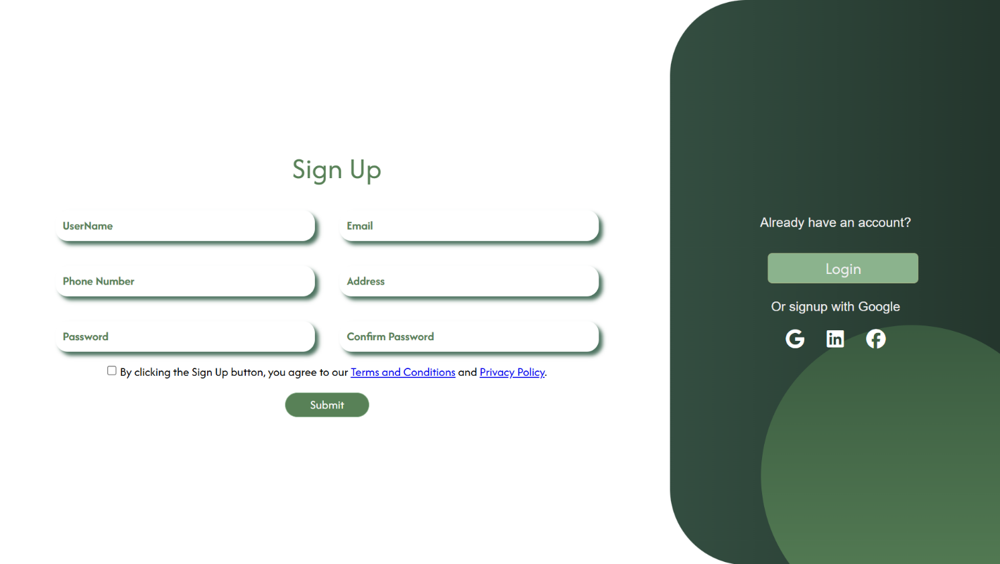 Sign Up
UserName
Email
Phone Number
Address
Password
Confirm Password
By clicking the Sign Up button, you agree to our Terms and Conditions and Privacy Policy.
Submit
Already have an account?
Login
Or signup with Google